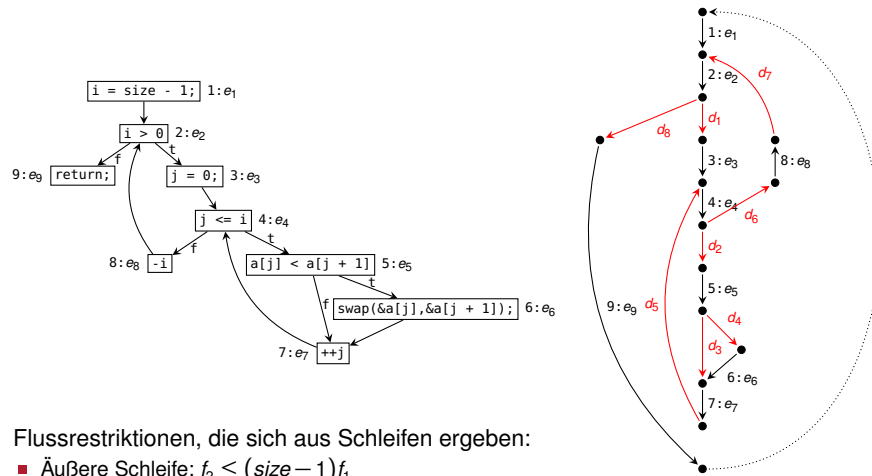 i = size - 1; 1:e₁
i > 0 2:e₂
f
t
9:e₉ return;
j = 0; 3:e₃
j <= i 4:e₄
f
t
8:e₈
-i
a[j] < a[j + 1] 5:e₅
f
t
swap(&a[j],&a[j + 1]); 6:e₆
7:e₇ ++j
1:e₁
2:e₂
d₇
d₈
d₁
3:e₃
8:e₈
4:e₄
d₆
d₂
5:e₅
9:e₉
d₅
d₄
d₃
6:e₆
7:e₇
Flussrestriktionen, die sich aus Schleifen ergeben:
Äußere Schleife: f₂ ≤ (size−1)f₁